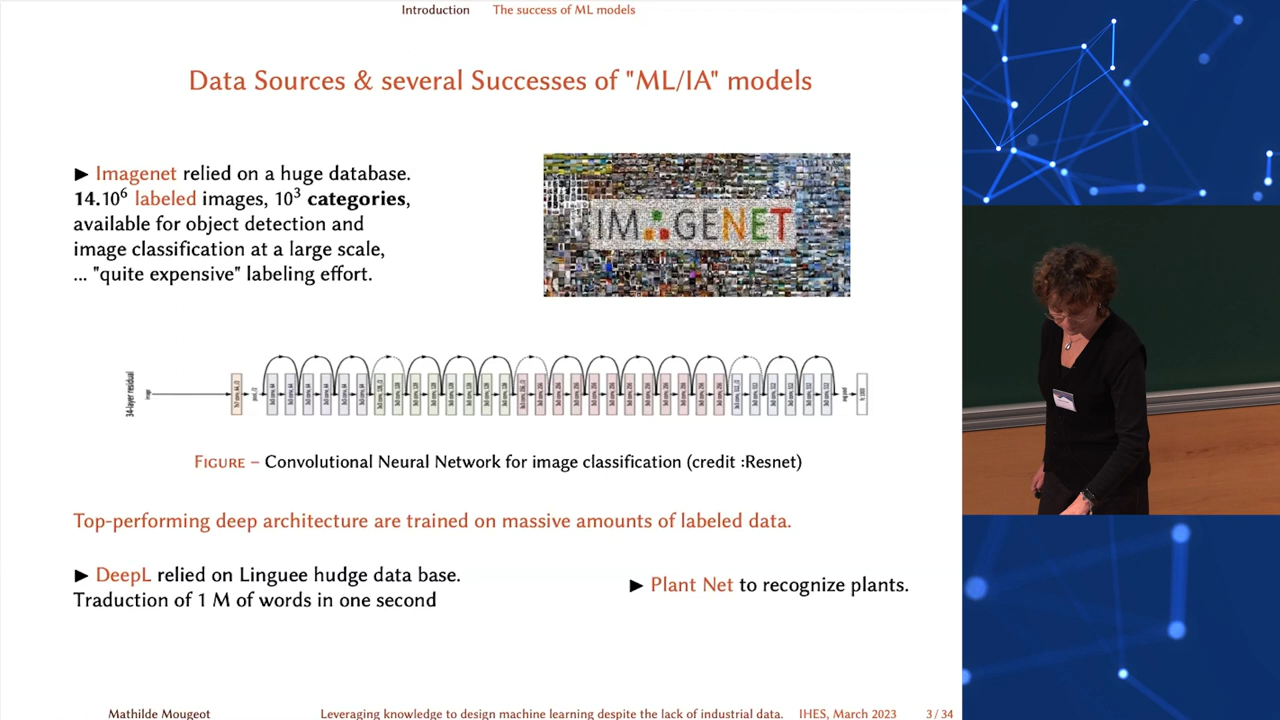 Introduction The success of ML models
Data Sources & several Successes of "ML/IA" models
▶ Imagenet relied on a huge database.
14.10⁶ labeled images, 10³ categories,
available for object detection and
image classification at a large scale,
... "quite expensive" labeling effort.
IMAGENET
34-layer residual
image
FIGURE – Convolutional Neural Network for image classification (credit :Resnet)
Top-performing deep architecture are trained on massive amounts of labeled data.
▶ DeepL relied on Linguee hudge data base.
Traduction of 1 M of words in one second
▶ Plant Net to recognize plants.
Mathilde Mougeot Leveraging knowledge to design machine learning despite the lack of industrial data. IHES, March 2023 3 / 34